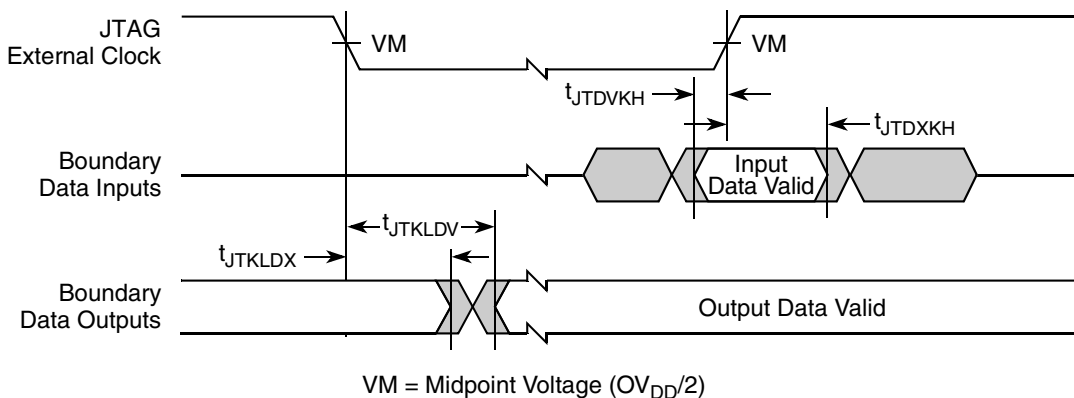 JTAG
External Clock
VM
VM
tJTDVKH
tJTDXKH
Boundary
Data Inputs
Input
Data Valid
tJTKLDV
tJTKLDX
Boundary
Data Outputs
Output Data Valid
VM = Midpoint Voltage (OVDD/2)